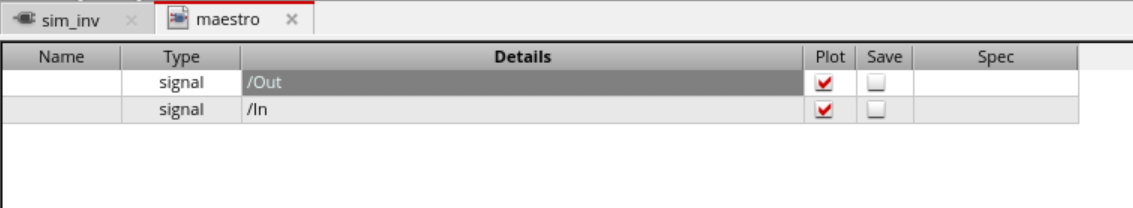 sim_inv maestro
Name Type Details Plot Save Spec
signal /Out
signal /In